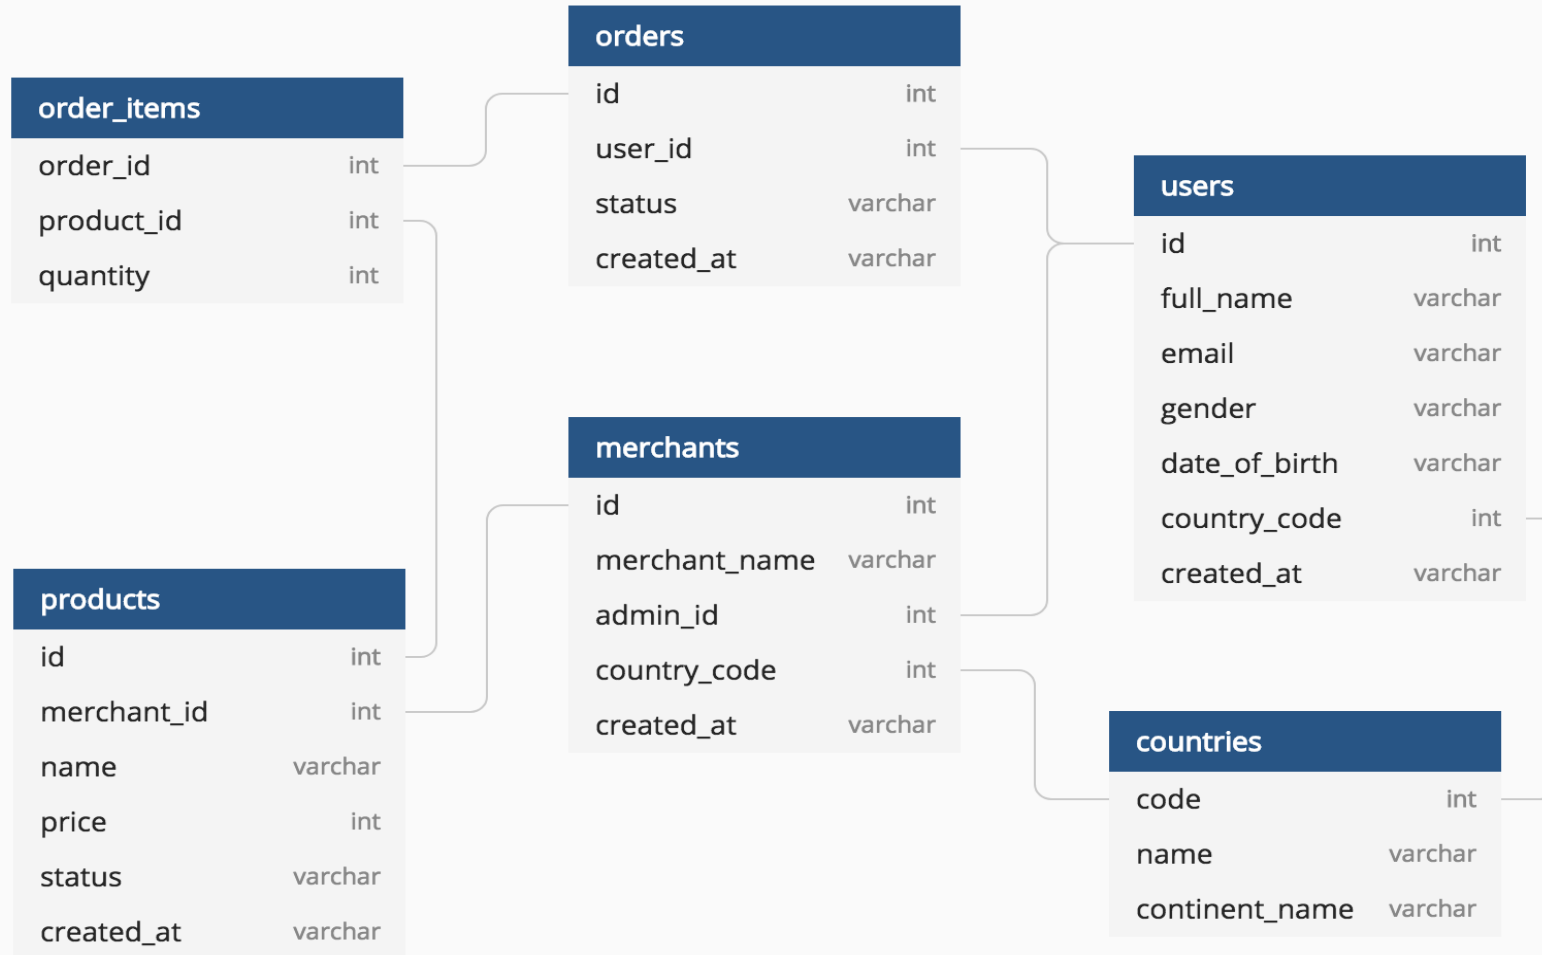 orders
id int
user_id int
status varchar
created_at varchar
order_items
order_id int
product_id int
quantity int
users
id int
full_name varchar
email varchar
gender varchar
date_of_birth varchar
country_code int
created_at varchar
merchants
id int
merchant_name varchar
admin_id int
country_code int
created_at varchar
products
id int
merchant_id int
name varchar
price int
status varchar
created_at varchar
countries
code int
name varchar
continent_name varchar